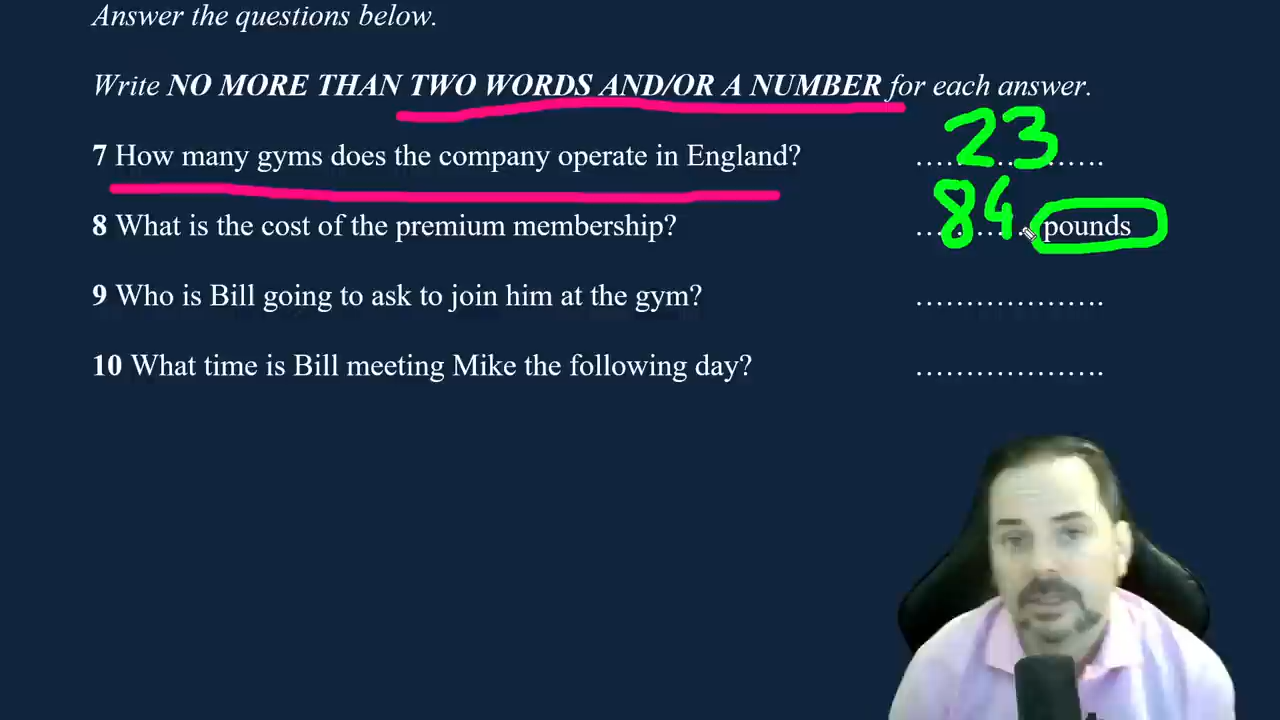 Answer the questions below.
Write NO MORE THAN TWO WORDS AND/OR A NUMBER for each answer.
7 How many gyms does the company operate in England? 23
8 What is the cost of the premium membership? 84 pounds
9 Who is Bill going to ask to join him at the gym? ………………….
10 What time is Bill meeting Mike the following day? ………………….